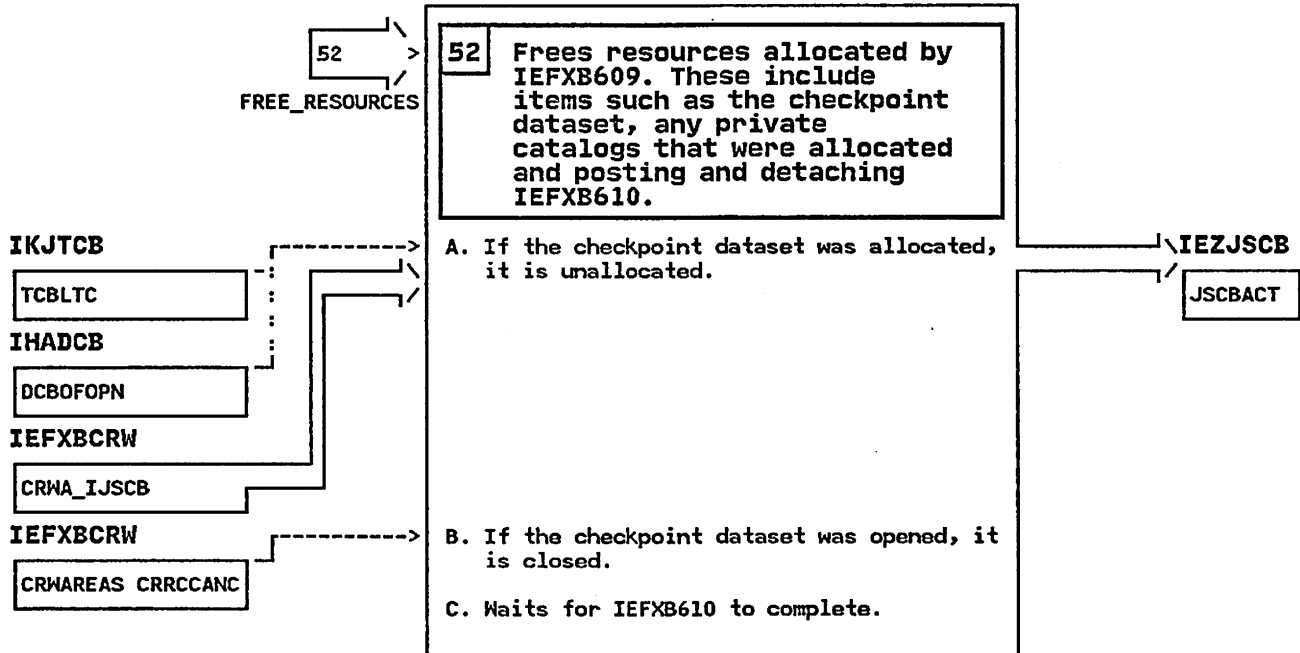 52
FREE_RESOURCES
52 Frees resources allocated by
IEFXB609. These include
items such as the checkpoint
dataset, any private
catalogs that were allocated
and posting and detaching
IEFXB610.
IKJTCB
TCBLTC
IHADCB
DCBOFOPN
IEFXBCRW
CRWA_IJSCB
IEFXBCRW
CRWAREAS CRRCCANC
A. If the checkpoint dataset was allocated,
it is unallocated.
B. If the checkpoint dataset was opened, it
is closed.
C. Waits for IEFXB610 to complete.
IEZJSCB
JSCBACT